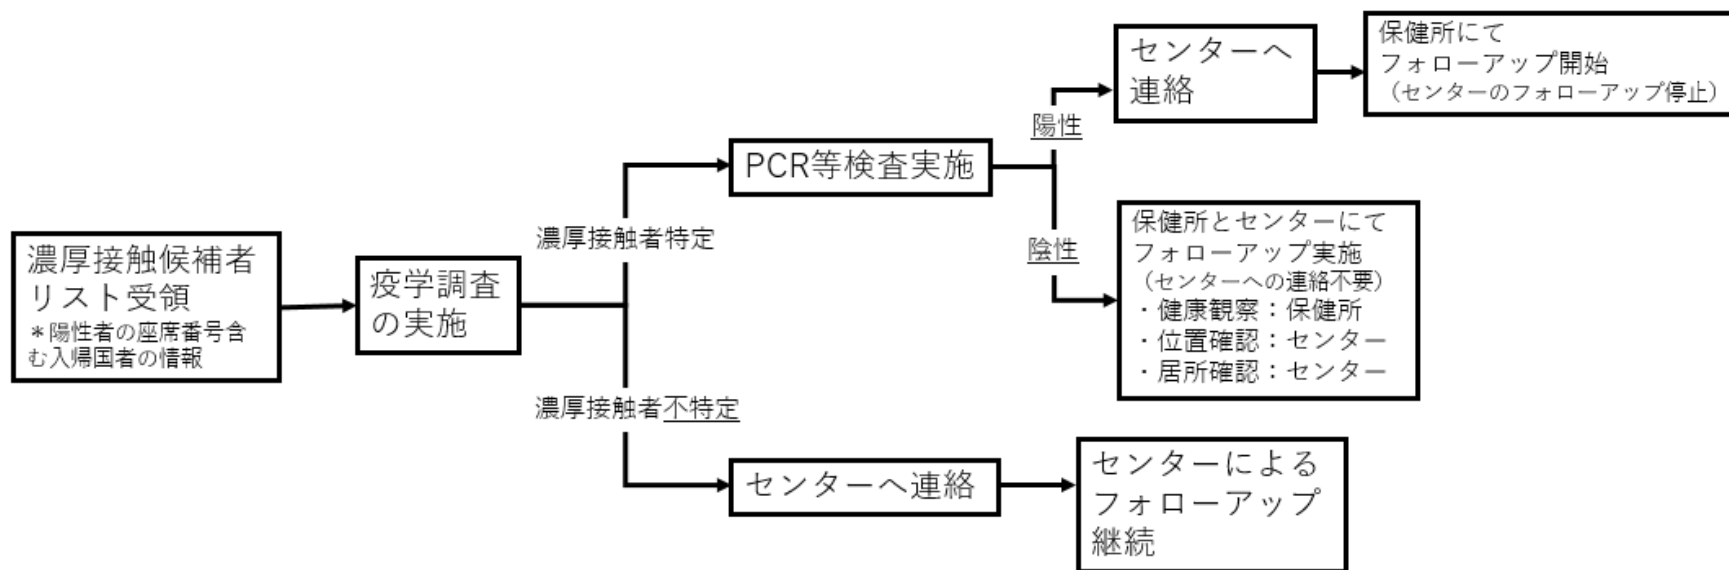 濃厚接触候補者
リスト受領
＊陽性者の座席番号含
む入帰国者の情報
疫学調査
の実施
濃厚接触者特定
濃厚接触者不特定
PCR等検査実施
陽性
陰性
センターへ
連絡
保健所にて
フォローアップ開始
（センターのフォローアップ停止）
保健所とセンターにて
フォローアップ実施
（センターへの連絡不要）
・健康観察：保健所
・位置確認：センター
・居所確認：センター
センターへ連絡
センターによる
フォローアップ
継続